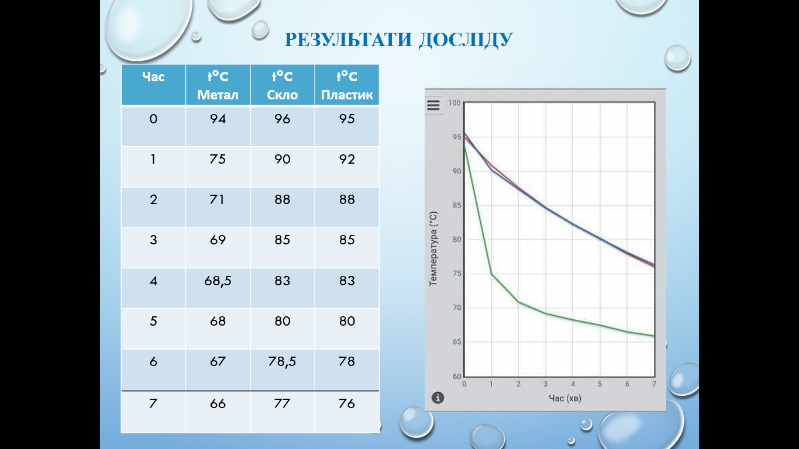 РЕЗУЛЬТАТИ ДОСЛІДУ
Час t°C Метал t°C Скло t°C Пластик
0 94 96 95
1 75 90 92
2 71 88 88
3 69 85 85
4 68,5 83 83
5 68 80 80
6 67 78,5 78
7 66 77 76
Температура (°C)
100
95
90
85
80
75
70
65
60
0 1 2 3 4 5 6 7
Час (хв)